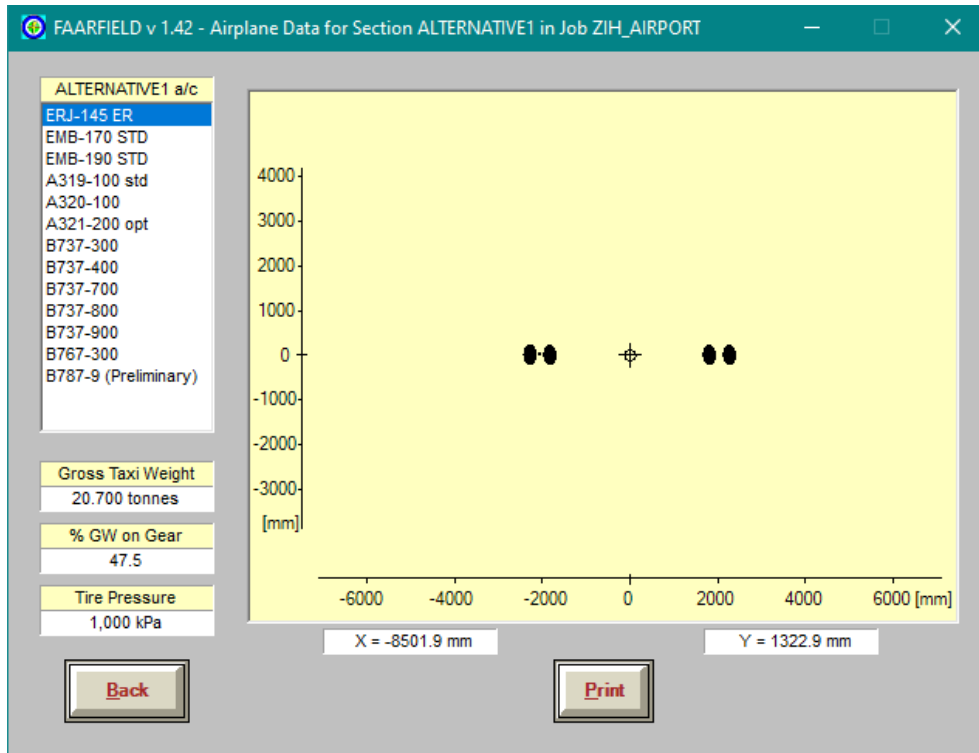 FAARFIELD v 1.42 - Airplane Data for Section ALTERNATIVE1 in Job ZIH_AIRPORT
ALTERNATIVE1 a/c
ERJ-145 ER
EMB-170 STD
EMB-190 STD
A319-100 std
A320-100
A321-200 opt
B737-300
B737-400
B737-700
B737-800
B737-900
B767-300
B787-9 (Preliminary)
Gross Taxi Weight
20.700 tonnes
% GW on Gear
47.5
Tire Pressure
1,000 kPa
4000
3000
2000
1000
0
-1000
-2000
-3000
[mm]
-6000 -4000 -2000 0 2000 4000 6000 [mm]
X = -8501.9 mm Y = 1322.9 mm
Back Print